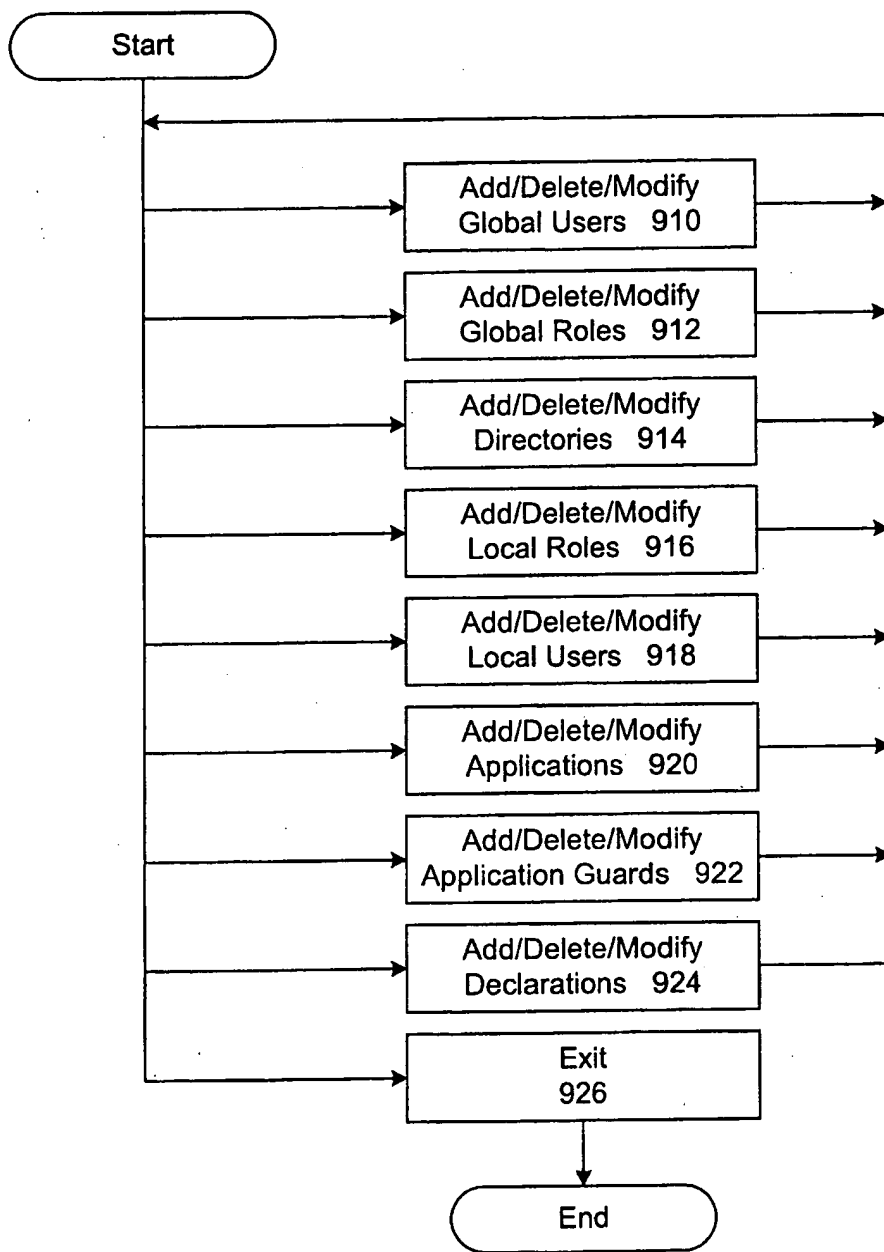 Start
Add/Delete/Modify
Global Users 910
Add/Delete/Modify
Global Roles 912
Add/Delete/Modify
Directories 914
Add/Delete/Modify
Local Roles 916
Add/Delete/Modify
Local Users 918
Add/Delete/Modify
Applications 920
Add/Delete/Modify
Application Guards 922
Add/Delete/Modify
Declarations 924
Exit
926
End